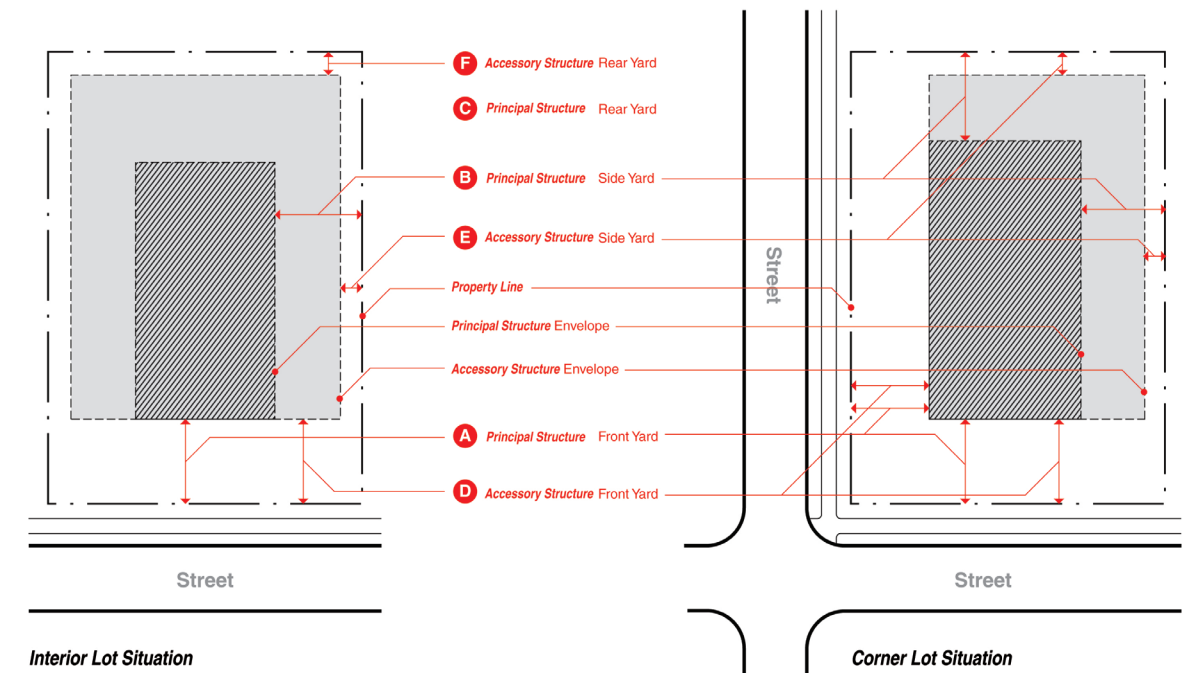 F Accessory Structure Rear Yard
C Principal Structure Rear Yard
B Principal Structure Side Yard
E Accessory Structure Side Yard
Street
Property Line
Principal Structure Envelope
Accessory Structure Envelope
A Principal Structure Front Yard
D Accessory Structure Front Yard
Street
Street
Interior Lot Situation
Corner Lot Situation